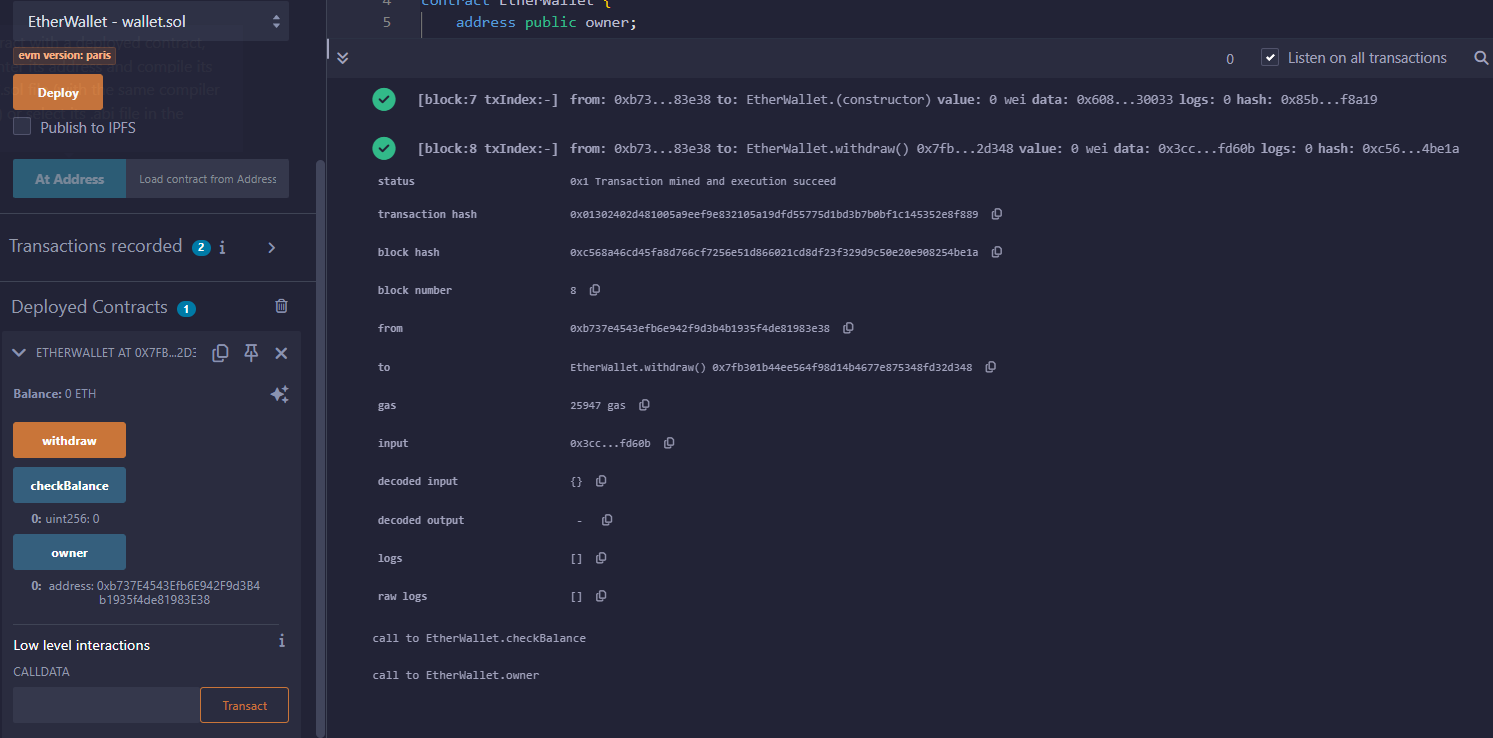 EtherWallet - wallet.sol
evm version: paris
Deploy
Publish to IPFS
At Address Load contract from Address
Transactions recorded 2 i
Deployed Contracts 1
ETHERWALLET AT 0X7FB...2D3
Balance: 0 ETH
withdraw
checkBalance
0: uint256: 0
owner
0: address: 0xb737E4543Efb6E942F9d3B4
b1935f4de81983E38
Low level interactions i
CALLDATA
Transact
4 contract EtherWallet {
5 address public owner;
0 Listen on all transactions
[block:7 txIndex:-] from: 0xb73...83e38 to: EtherWallet.(constructor) value: 0 wei data: 0x608...30033 logs: 0 hash: 0x85b...f8a19
[block:8 txIndex:-] from: 0xb73...83e38 to: EtherWallet.withdraw() 0x7fb...2d348 value: 0 wei data: 0x3cc...fd60b logs: 0 hash: 0xc56...4be1a
status 0x1 Transaction mined and execution succeed
transaction hash 0x01302402d481005a9eef9e832105a19dfd55775d1bd3b7b0bf1c145352e8f889
block hash 0xc568a46cd45fa8d766cf7256e51d866021cd8df23f329d9c50e20e908254be1a
block number 8
from 0xb737e4543efb6e942f9d3b4b1935f4de81983e38
to EtherWallet.withdraw() 0x7fb301b44ee564f98d14b4677e875348fd32d348
gas 25947 gas
input 0x3cc...fd60b
decoded input {}
decoded output -
logs []
raw logs []
call to EtherWallet.checkBalance
call to EtherWallet.owner